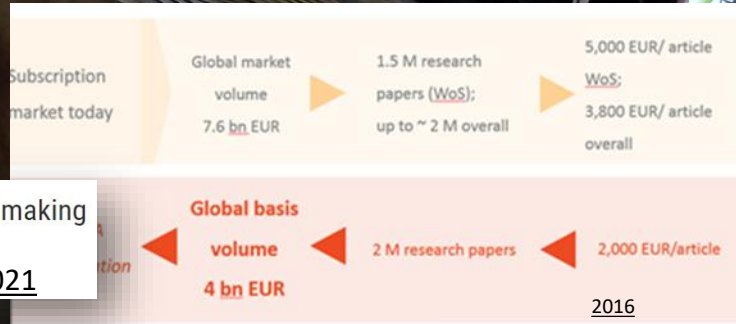 Subscription
market today
Global market
volume
7.6 bn EUR
1.5 M research
papers (WoS);
up to ~ 2 M overall
5,000 EUR/ article
WoS;
3,800 EUR/ article
overall
making
Global basis
volume
4 bn EUR
2 M research papers
2,000 EUR/article
2016